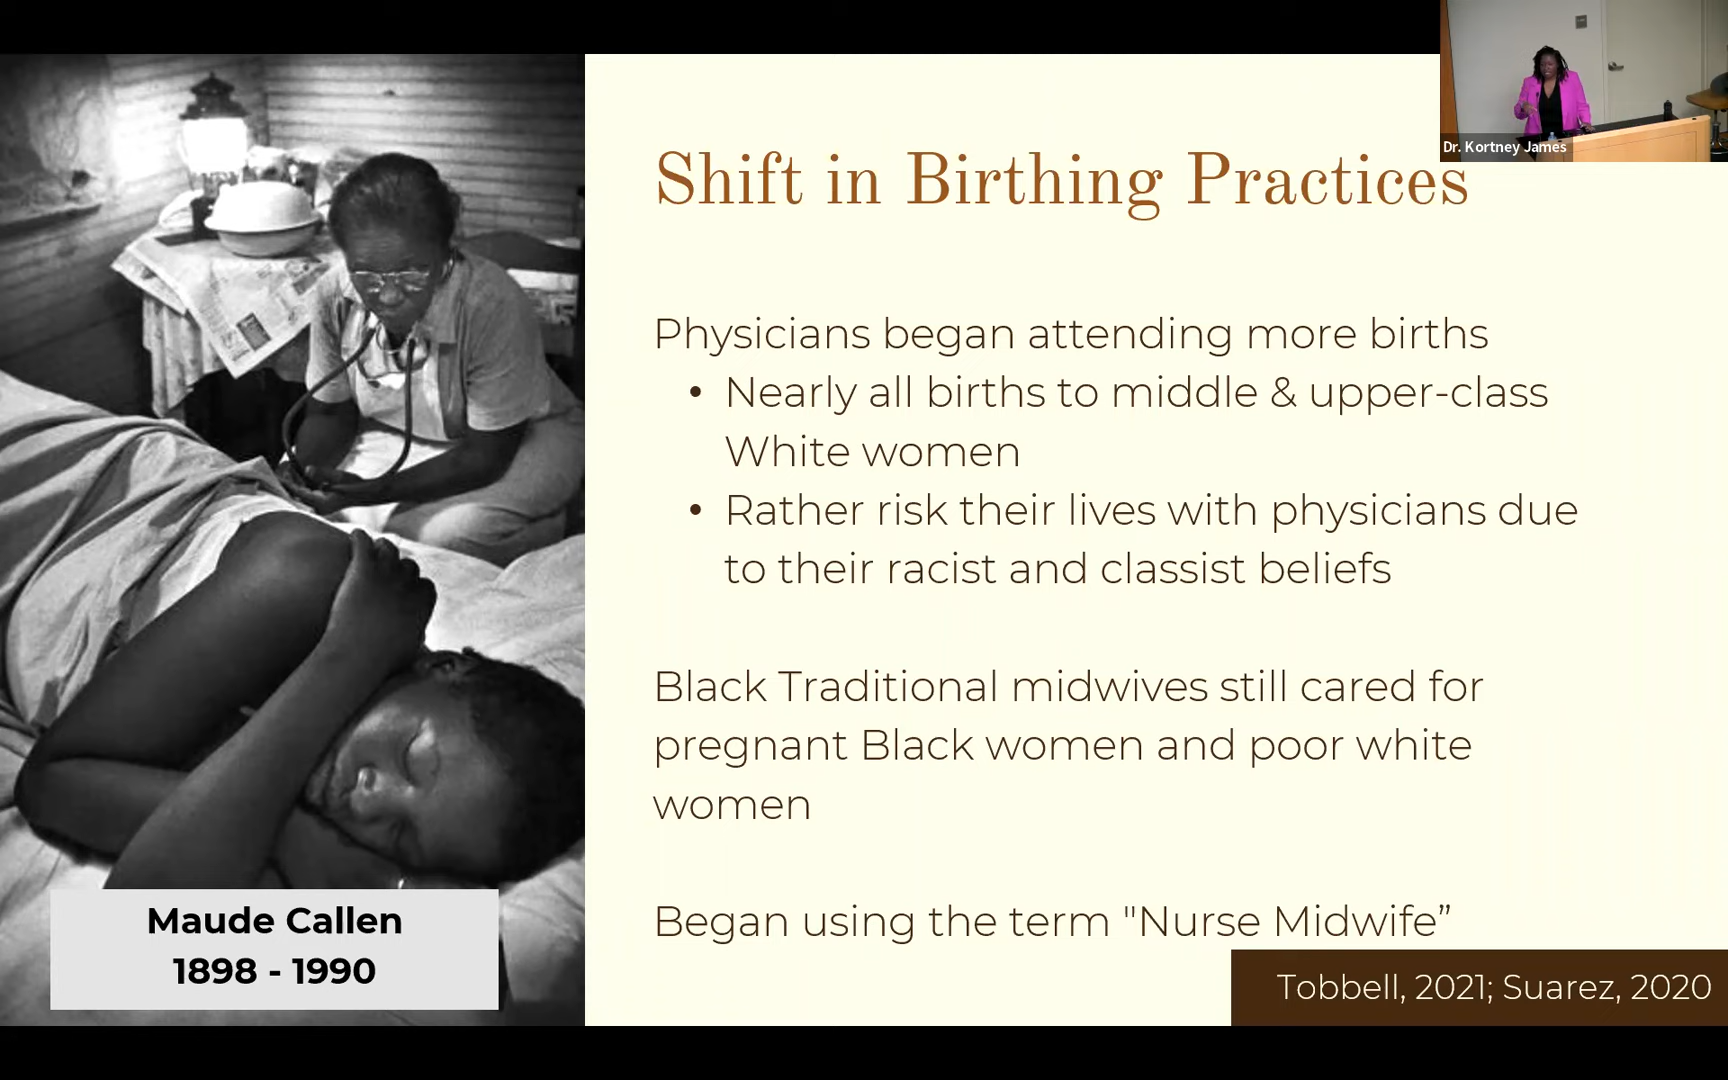 Dr. Kortney James
Shift in Birthing Practices
Physicians began attending more births
• Nearly all births to middle & upper-class
White women
• Rather risk their lives with physicians due
to their racist and classist beliefs
Black Traditional midwives still cared for
pregnant Black women and poor white
women
Began using the term "Nurse Midwife”
Maude Callen
1898 - 1990
Tobbell, 2021; Suarez, 2020